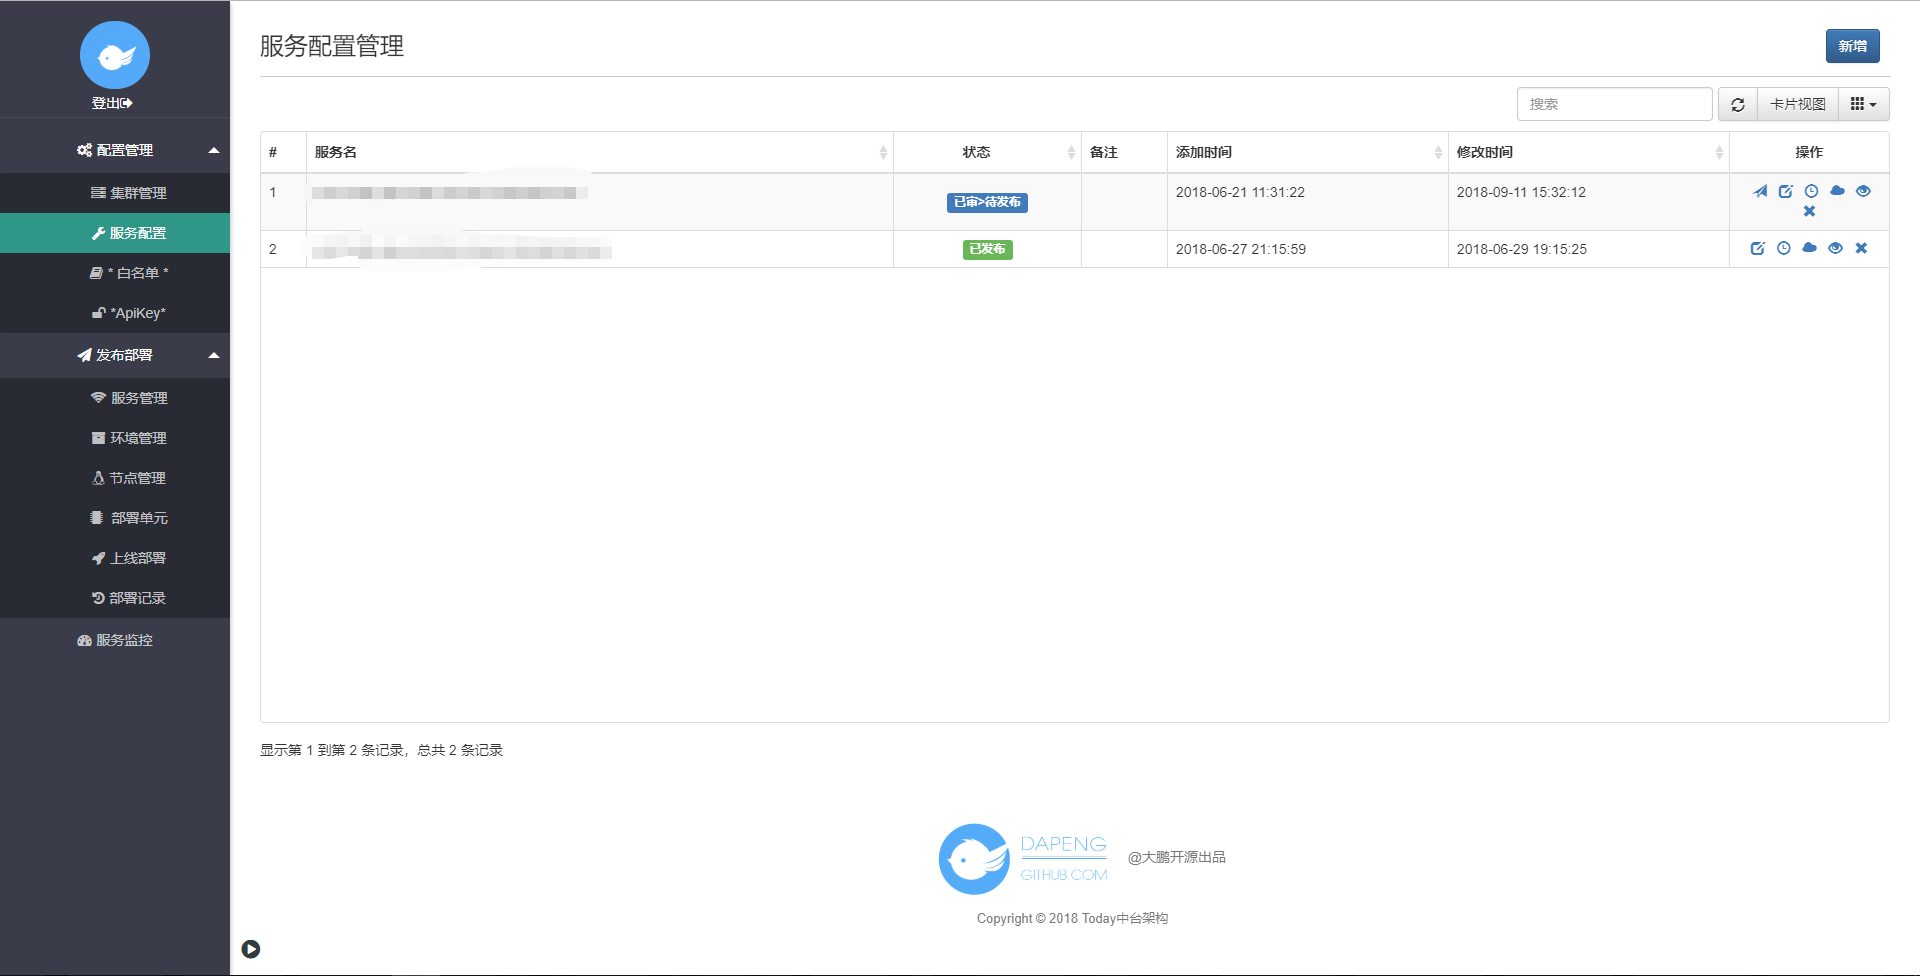 登出
配置管理
集群管理
服务配置
* 白名单 *
*ApiKey*
发布部署
服务管理
环境管理
节点管理
部署单元
上线部署
部署记录
服务监控
服务配置管理
新增
搜索
卡片视图
# 服务名 状态 备注 添加时间 修改时间 操作
1 已审>待发布 2018-06-21 11:31:22 2018-09-11 15:32:12
2 已发布 2018-06-27 21:15:59 2018-06-29 19:15:25
显示第 1 到第 2 条记录，总共 2 条记录
DAPENG
GITHUB.COM
@大鹏开源出品
Copyright © 2018 Today中台架构